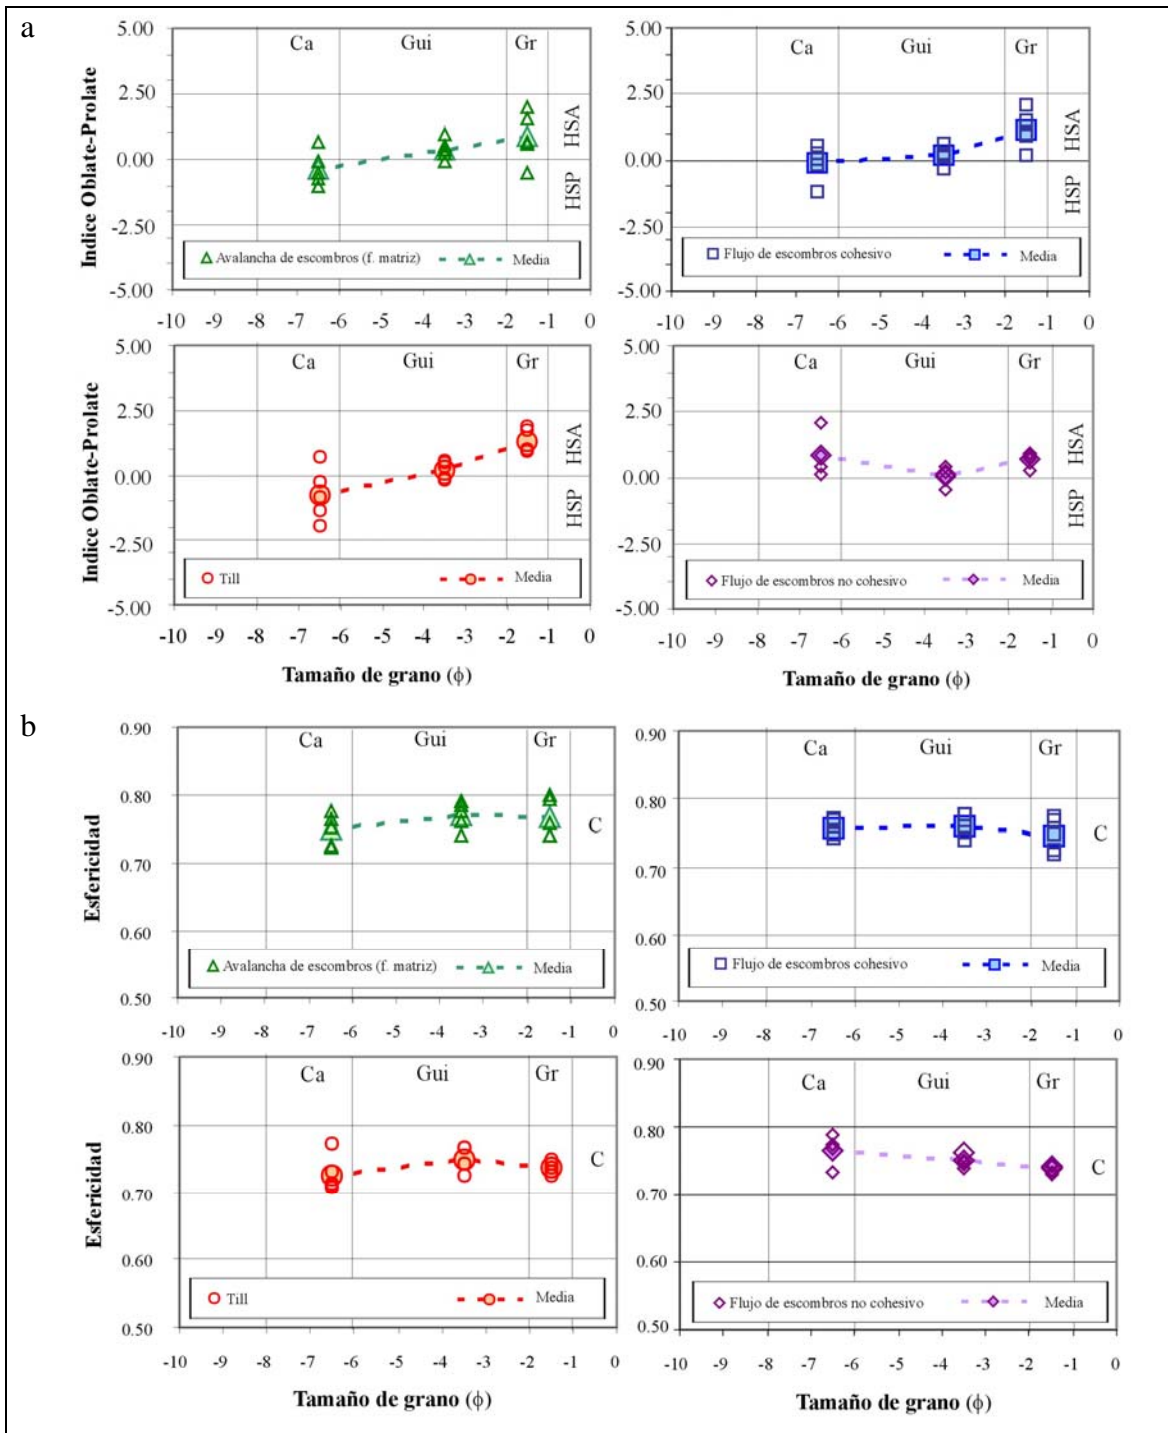 a
Indice Oblate-Prolate
5.00
2.50
0.00
-2.50
-5.00
Ca Gui Gr
HSA
HSP
Avalancha de escombros (f. matriz) Media
-10 -9 -8 -7 -6 -5 -4 -3 -2 -1 0
5.00
2.50
0.00
-2.50
-5.00
Ca Gui Gr
HSA
HSP
Flujo de escombros cohesivo Media
-10 -9 -8 -7 -6 -5 -4 -3 -2 -1 0
Indice Oblate-Prolate
5.00
2.50
0.00
-2.50
-5.00
Ca Gui Gr
HSA
HSP
Till Media
-10 -9 -8 -7 -6 -5 -4 -3 -2 -1 0
Tamaño de grano (ϕ)
5.00
2.50
0.00
-2.50
-5.00
Ca Gui Gr
HSA
HSP
Flujo de escombros no cohesivo Media
-10 -9 -8 -7 -6 -5 -4 -3 -2 -1 0
Tamaño de grano (ϕ)
b
Esfericidad
0.90
0.80
0.70
0.60
0.50
Ca Gui Gr
C
Avalancha de escombros (f. matriz) Media
-10 -9 -8 -7 -6 -5 -4 -3 -2 -1 0
0.90
0.80
0.70
0.60
0.50
Ca Gui Gr
C
Flujo de escombros cohesivo Media
-10 -9 -8 -7 -6 -5 -4 -3 -2 -1 0
Esfericidad
0.90
0.80
0.70
0.60
0.50
Ca Gui Gr
C
Till Media
-10 -9 -8 -7 -6 -5 -4 -3 -2 -1 0
Tamaño de grano (ϕ)
0.90
0.80
0.70
0.60
0.50
Ca Gui Gr
C
Flujo de escombros no cohesivo Media
-10 -9 -8 -7 -6 -5 -4 -3 -2 -1 0
Tamaño de grano (ϕ)